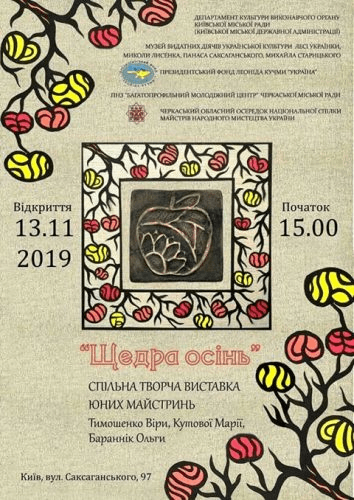 ДЕПАРТАМЕНТ КУЛЬТУРИ ВИКОНАВЧОГО ОРГАНУ
КИЇВСЬКОЇ МІСЬКОЇ РАДИ
(КИЇВСЬКОЇ МІСЬКОЇ ДЕРЖАВНОЇ АДМІНІСТРАЦІЇ)
МУЗЕЙ ВИДАТНИХ ДІЯЧІВ УКРАЇНСЬКОЇ КУЛЬТУРИ ЛЕСІ УКРАЇНКИ,
МИКОЛИ ЛИСЕНКА, ПАНАСА САКСАГАНСЬКОГО, МИХАЙЛА СТАРИЦЬКОГО
ПРЕЗИДЕНТСЬКИЙ ФОНД ЛЕОНІДА КУЧМИ "УКРАЇНА"
ПНЗ "БАГАТОПРОФІЛЬНИЙ МОЛОДІЖНИЙ ЦЕНТР" ЧЕРКАСЬКОЇ МІСЬКОЇ РАДИ
ЧЕРКАСЬКИЙ ОБЛАСНИЙ ОСЕРЕДОК НАЦІОНАЛЬНОЇ СПІЛКИ
МАЙСТРІВ НАРОДНОГО МИСТЕЦТВА УКРАЇНИ
Відкриття
13.11
2019
Початок
15.00
"Щедра осінь"
СПІЛЬНА ТВОРЧА ВИСТАВКА
ЮНИХ МАЙСТРИНЬ
Тимошенко Віри, Кутової Марії,
Бараннік Ольги
Київ, вул. Саксаганського, 97